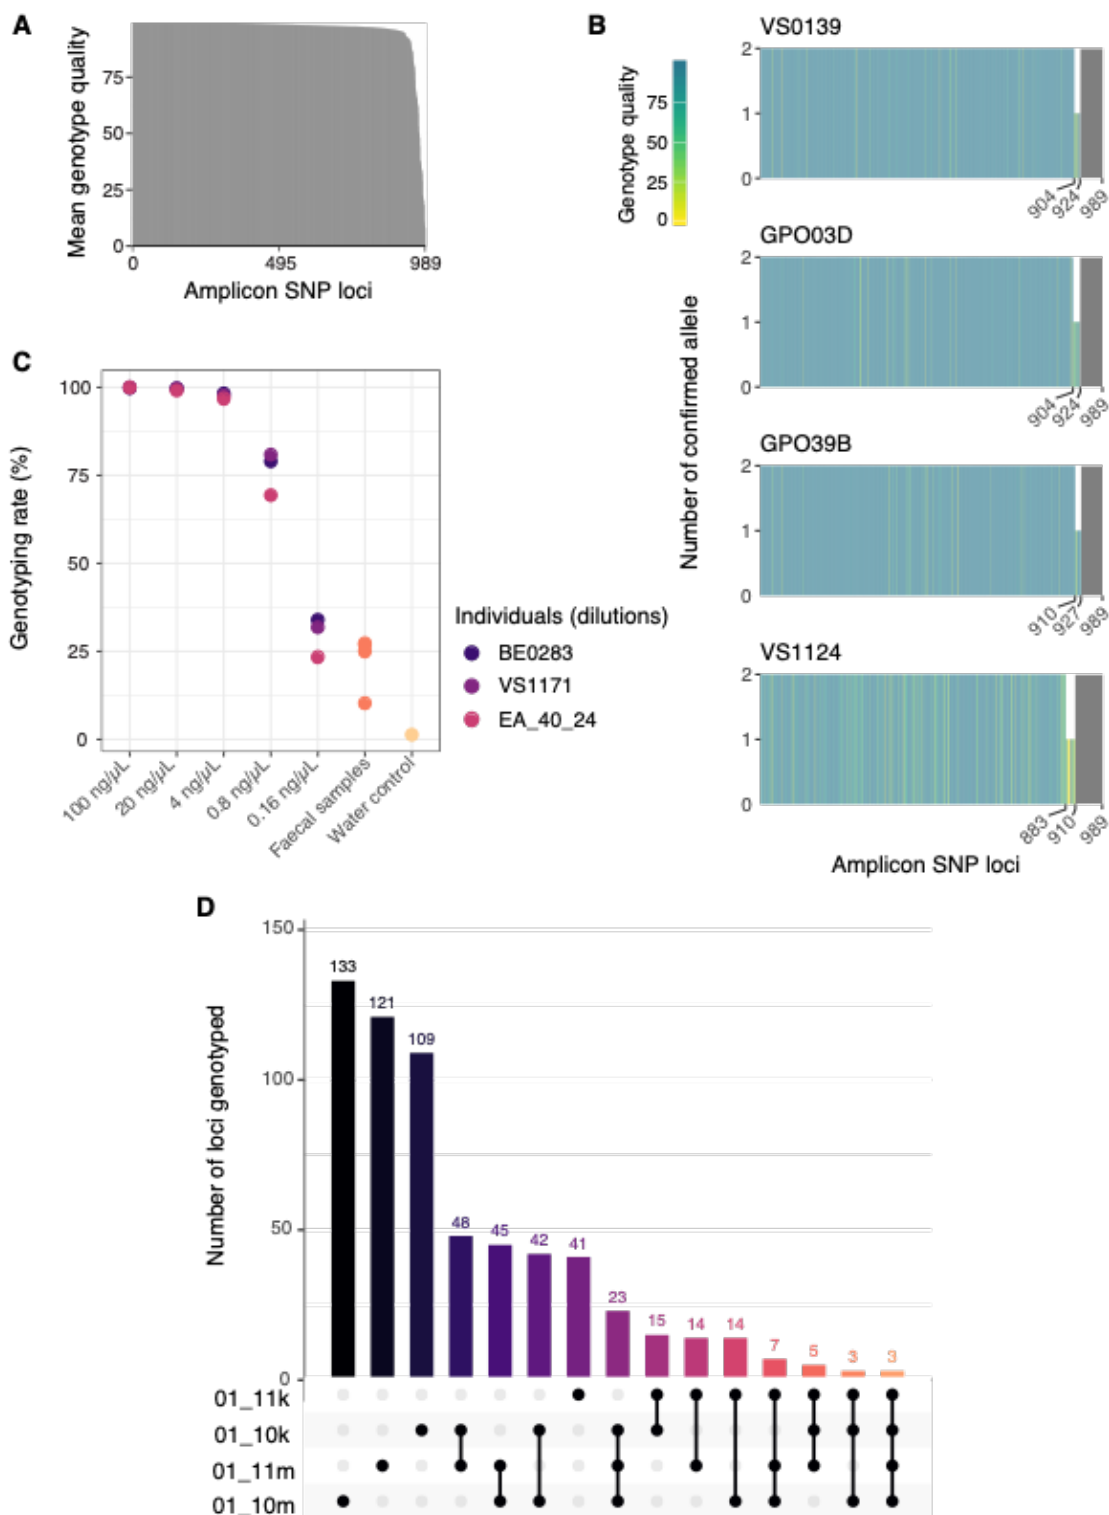 A
Mean genotype quality
75
50
25
0
0
495
989
Amplicon SNP loci
B
Genotype quality
75
50
25
0
Number of confirmed allele
VS0139
2
1
0
904
924
989
GPO03D
2
1
0
904
924
989
GPO39B
2
1
0
910
927
989
VS1124
2
1
0
883
910
989
Amplicon SNP loci
C
Genotyping rate (%)
100
75
50
25
0
100 ng/µL
20 ng/µL
4 ng/µL
0.8 ng/µL
0.16 ng/µL
Faecal samples
Water control
Individuals (dilutions)
BE0283
VS1171
EA_40_24
D
Number of loci genotyped
150
100
50
0
133
121
109
48
45
42
41
23
15
14
14
7
5
3
3
01_11k
01_10k
01_11m
01_10m